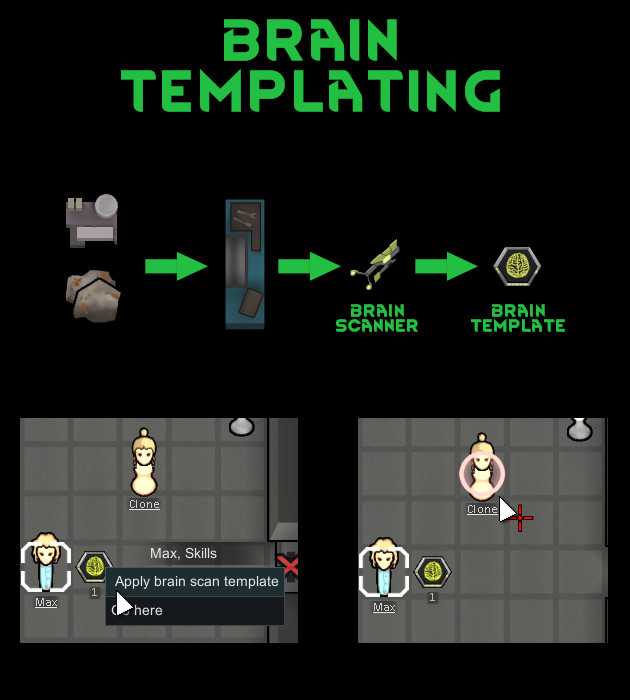 BRAIN
TEMPLATING
BRAIN
SCANNER
BRAIN
TEMPLATE
Clone
Max, Skills
Apply brain scan template
here
1
Max
Clone
1
Max